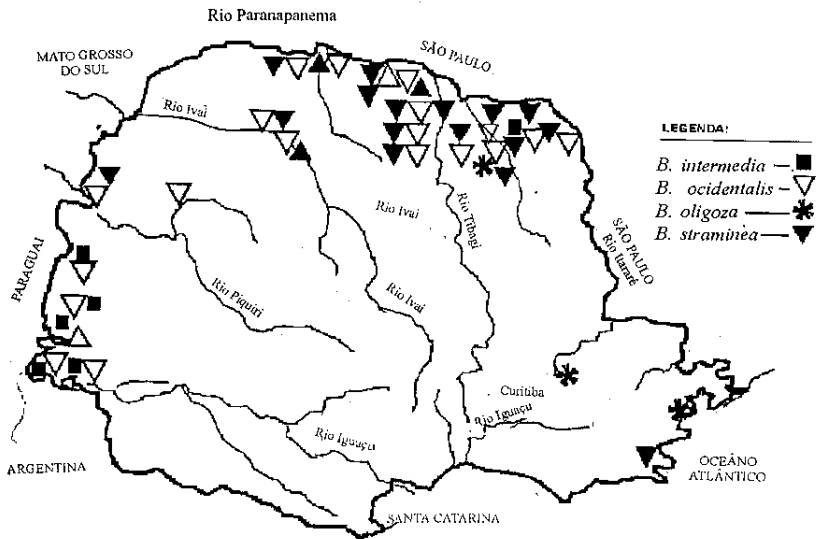 Rio Paranapanema
MATO GROSSO
DO SUL
SÃO PAULO
Rio Ivaí
LEGENDA:
B. intermedia
B. ocidentalis
B. oligoza
B. straminea
Rio Ivaí
Rio Tibagi
SÃO PAULO
Rio Itararé
PARAGUAI
Rio Piquiri
Rio Ivaí
Curitiba
Rio Iguaçu
Rio Iguaçu
ARGENTINA
OCEÂNO
ATLÂNTICO
SANTA CATARINA